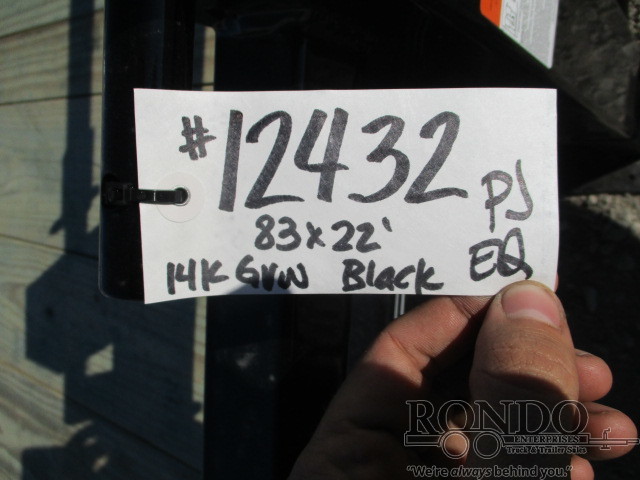 #12432
PJ
83x22'
EQ
14K GVW Black
RONDO
ENTERPRISES
Truck & Trailer Sales
"We're always behind you."